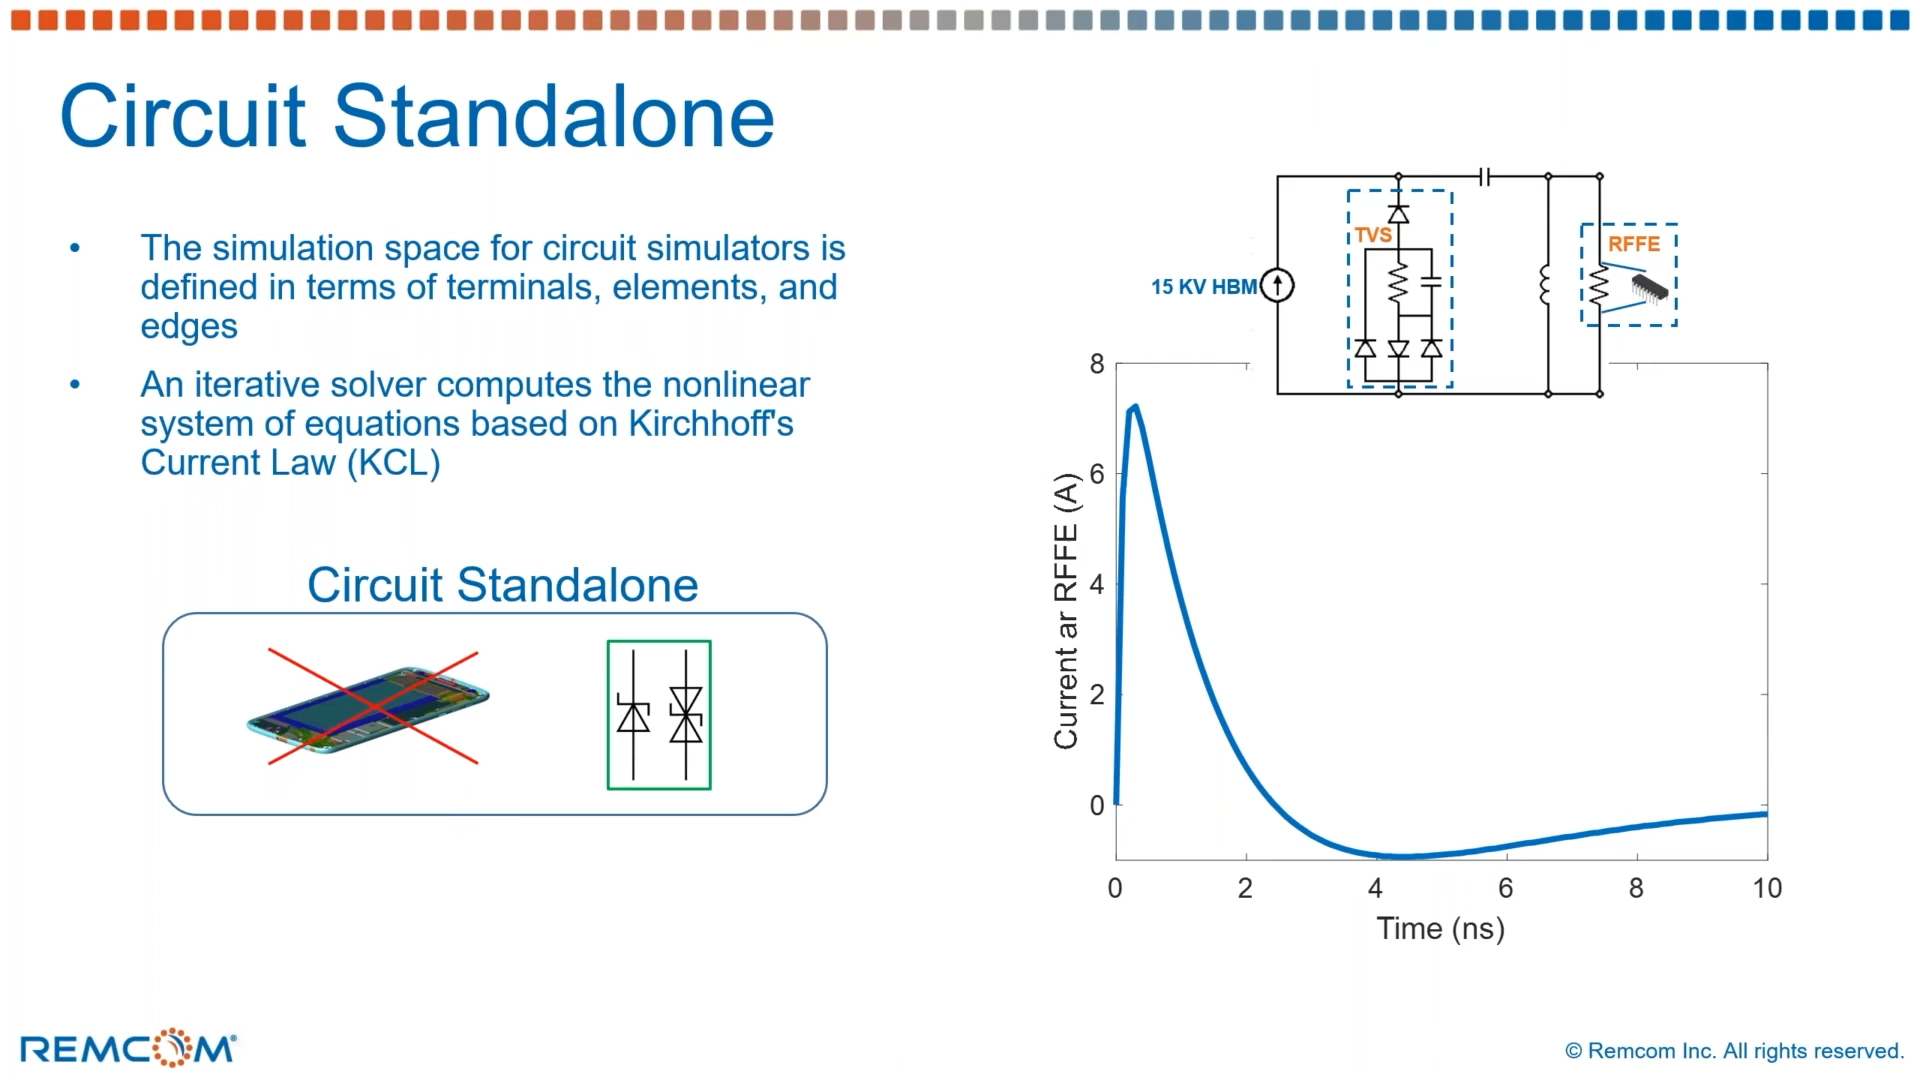 Circuit Standalone
• The simulation space for circuit simulators is
defined in terms of terminals, elements, and
edges
• An iterative solver computes the nonlinear
system of equations based on Kirchhoff's
Current Law (KCL)
Circuit Standalone
TVS
RFFE
15 KV HBM
8
6
4
2
0
Current ar RFFE (A)
0 2 4 6 8 10
Time (ns)
REMCOM®
© Remcom Inc. All rights reserved.